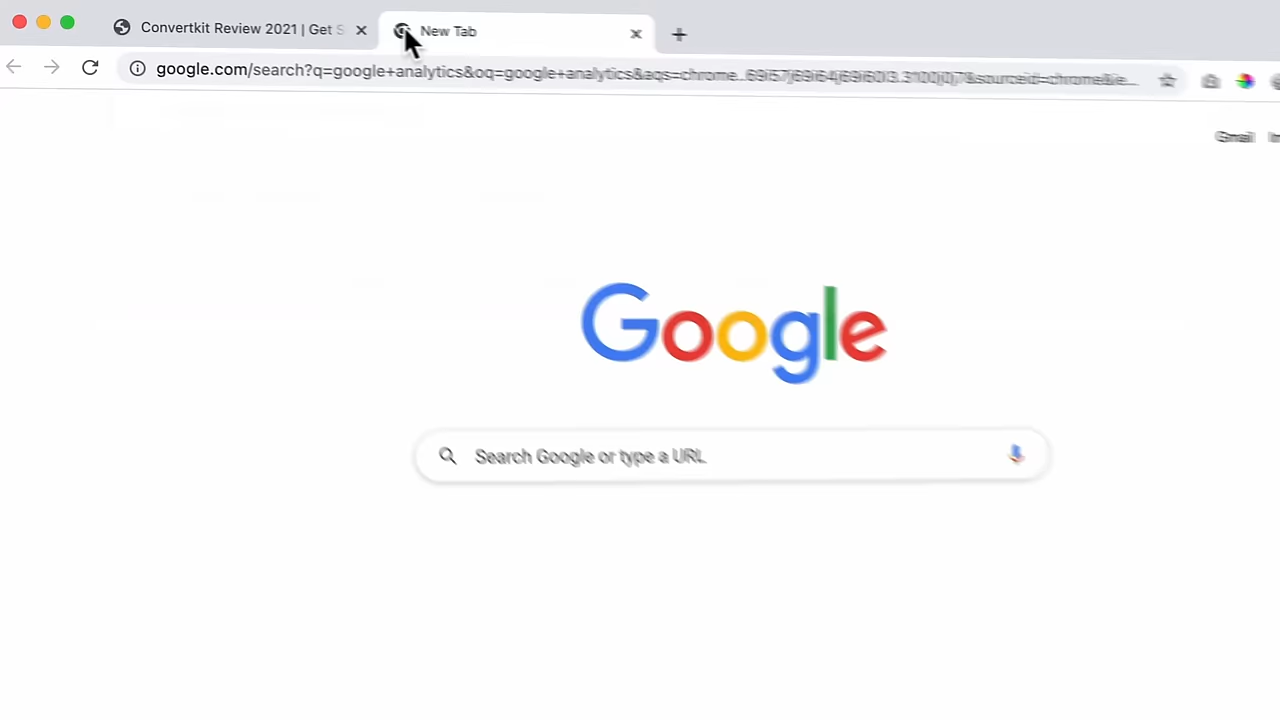 Convertkit Review 2021 | Get S
New Tab
google.com/search?q=google+analytics&oq=google+analytics&aqs=chrome..69i57j69i64j69i60l3.3100j0j7&sourceid=chrome&ie...
Gmail
Google
Search Google or type a URL